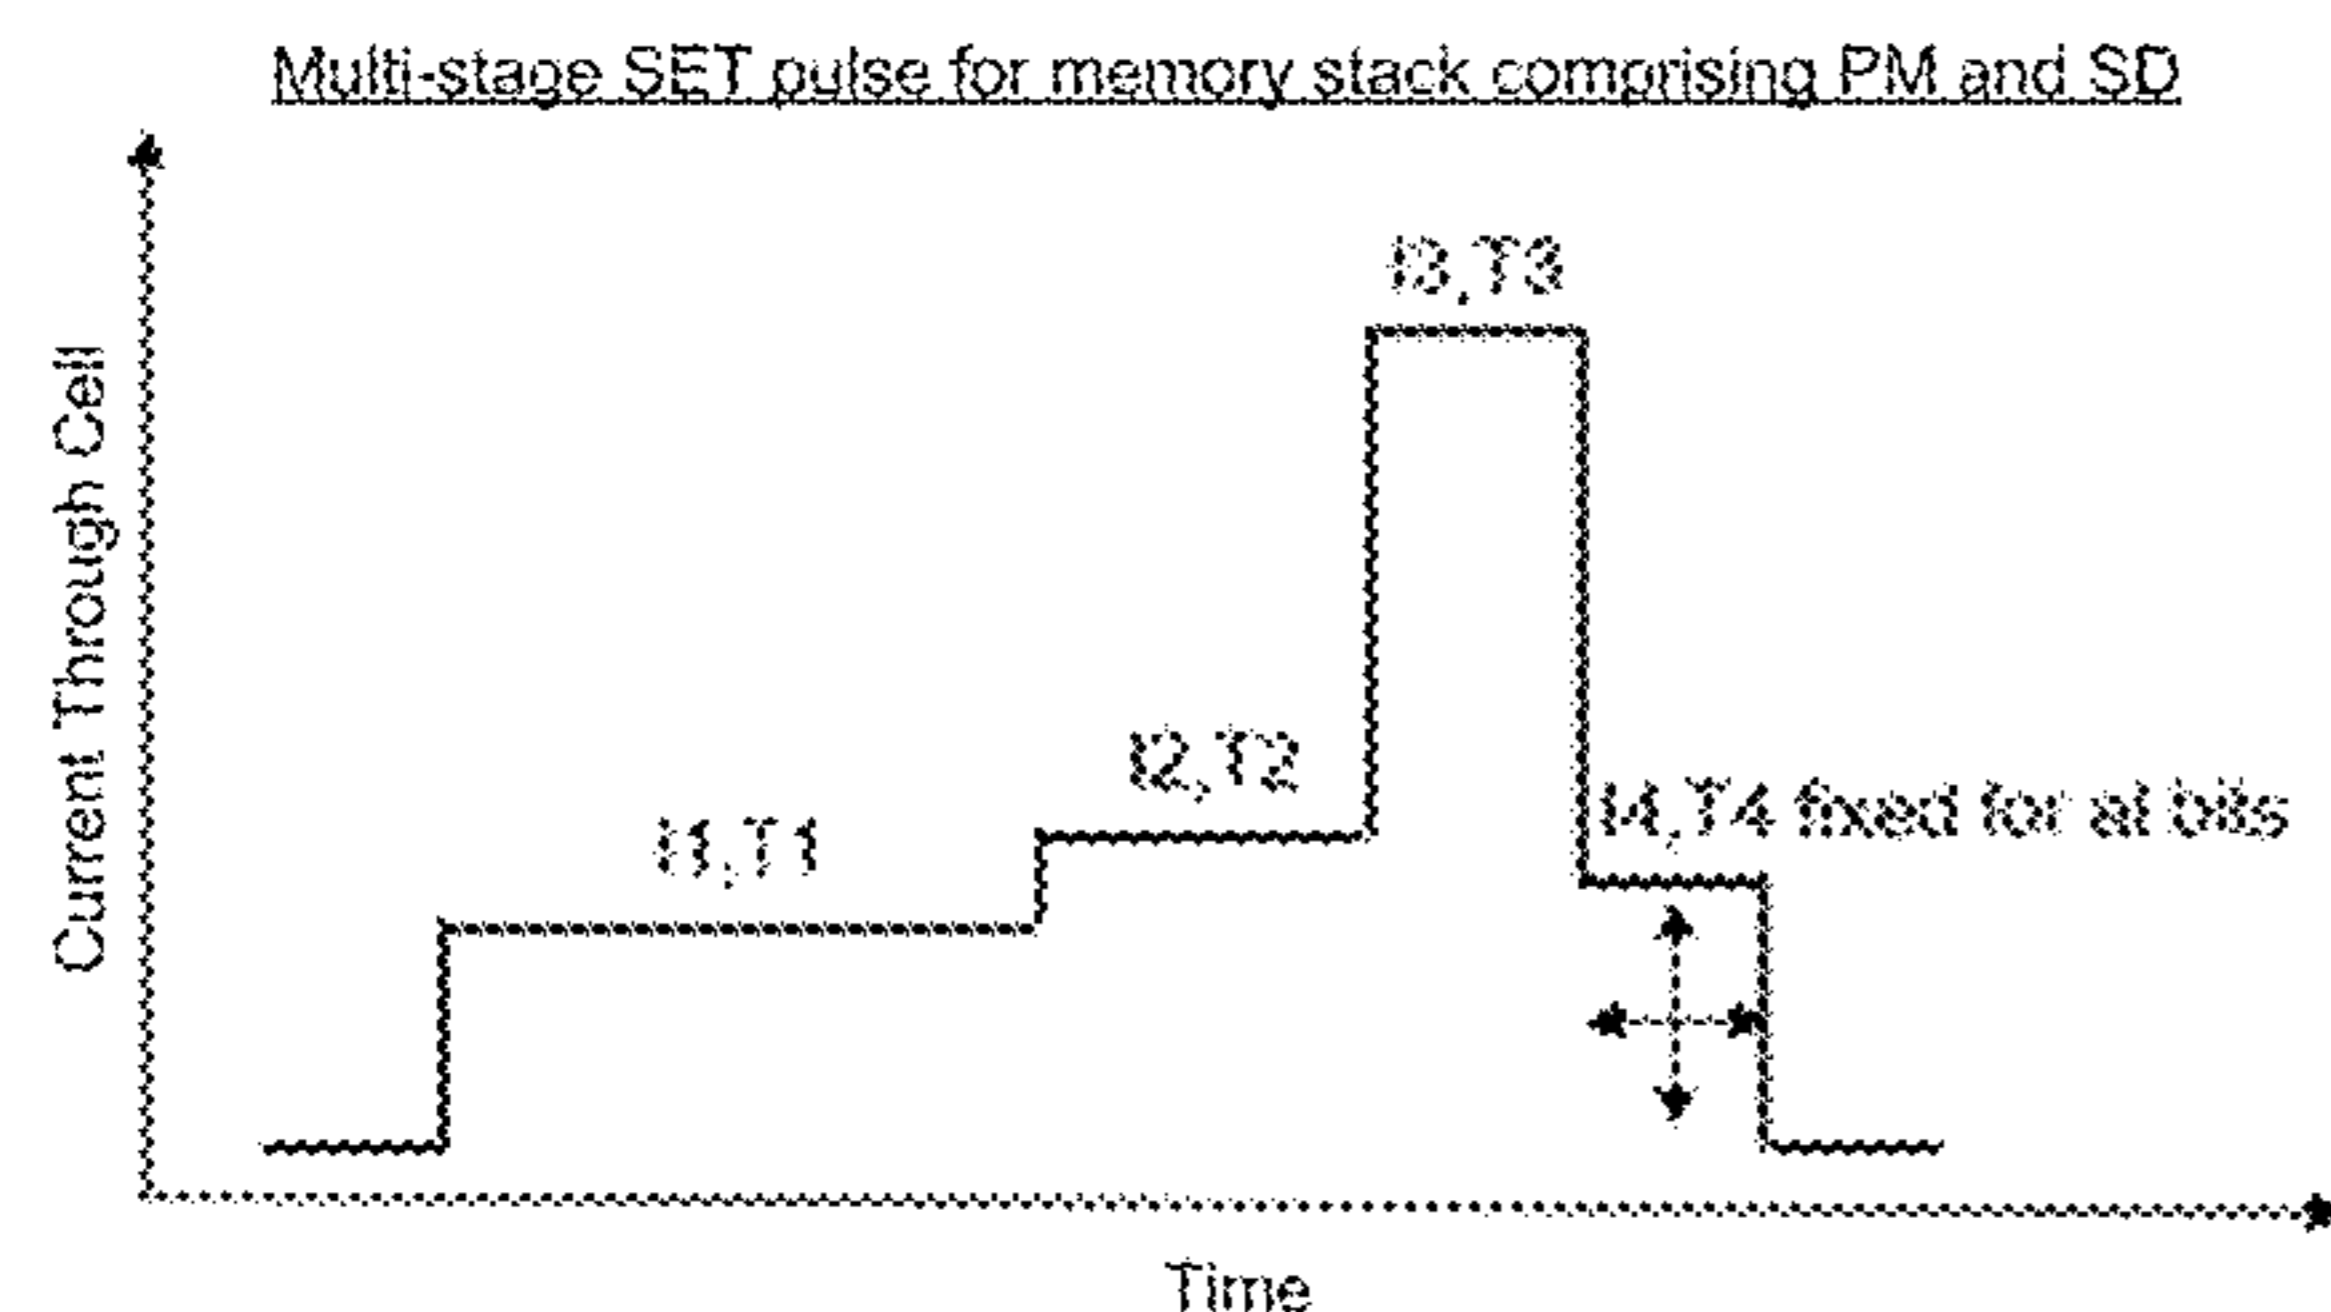 Multi-stage SET pulse for memory stack comprising PM and SD
Current Through Cell
I3,T3
I2,T2
I1,T1
I4,T4 fixed for all bits
Time